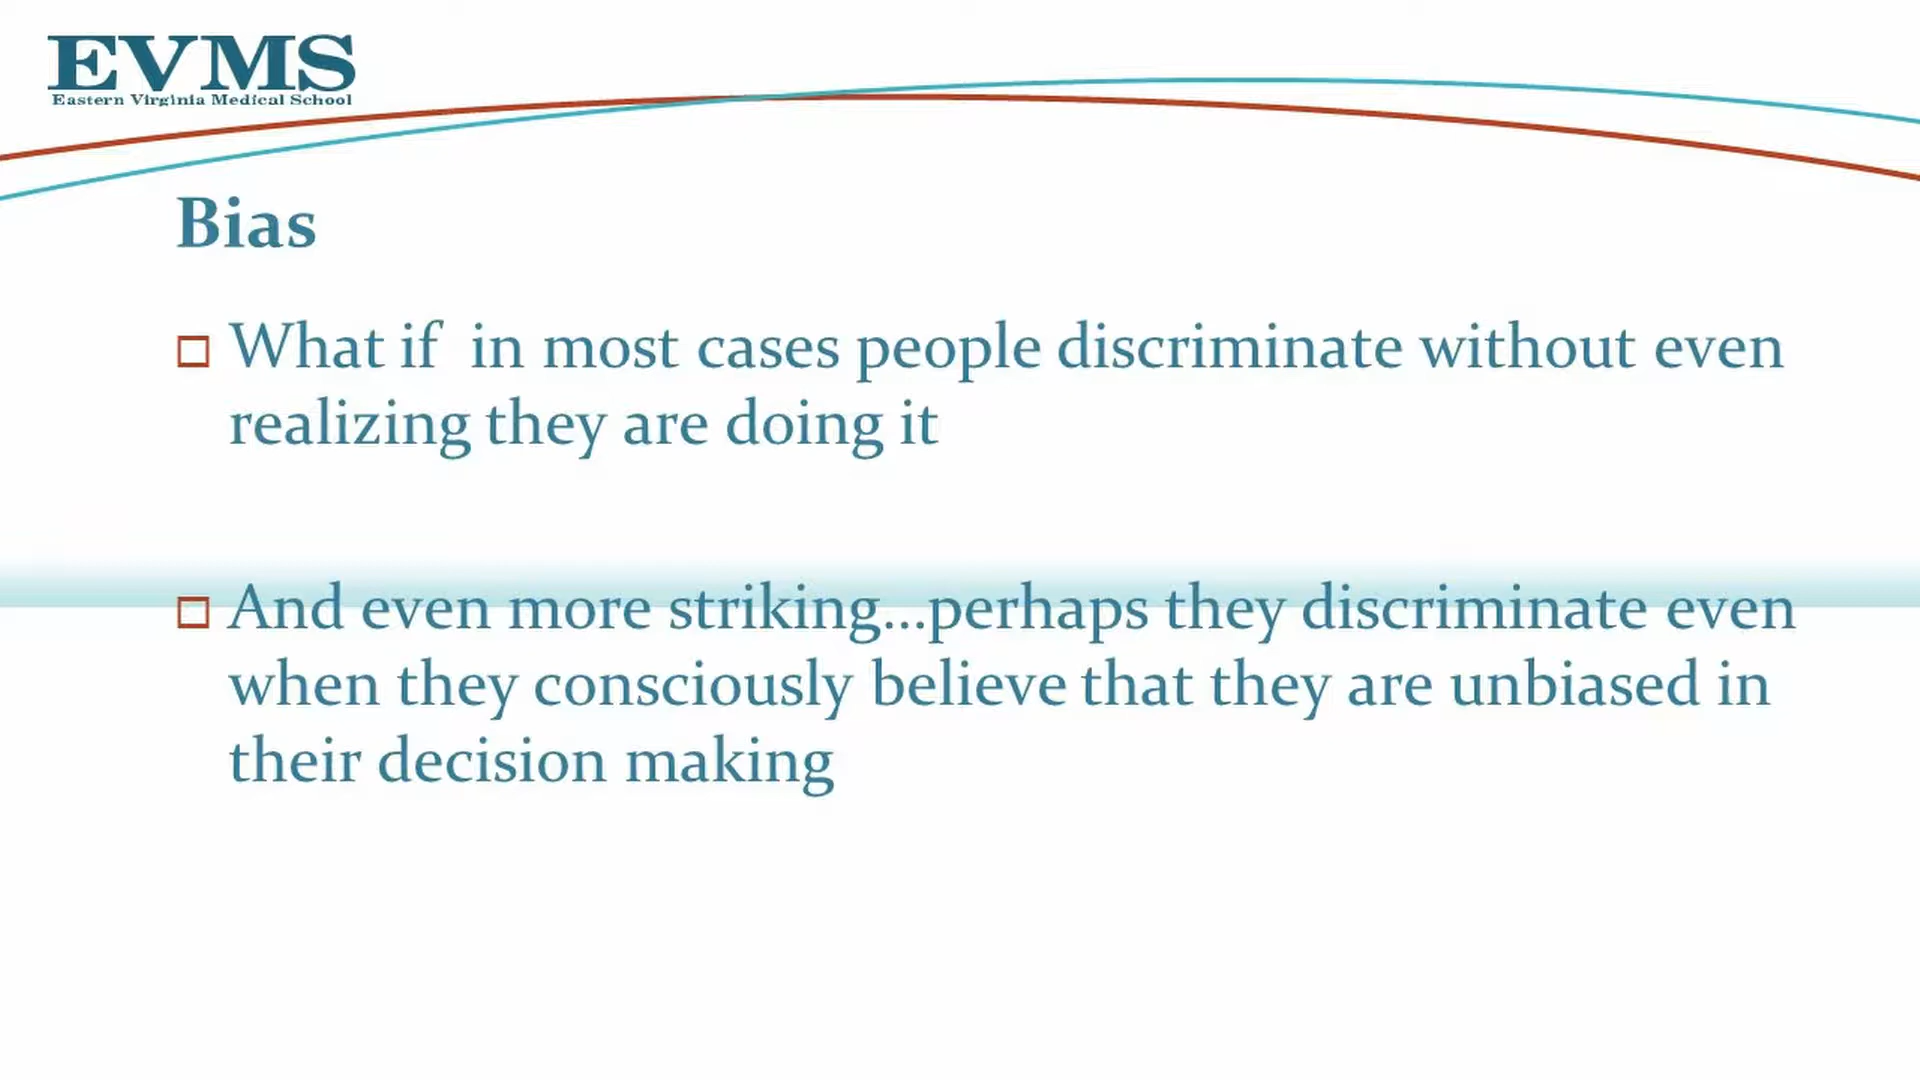 EVMS
Eastern Virginia Medical School
Bias
What if  in most cases people discriminate without even
realizing they are doing it
And even more striking...perhaps they discriminate even
when they consciously believe that they are unbiased in
their decision making